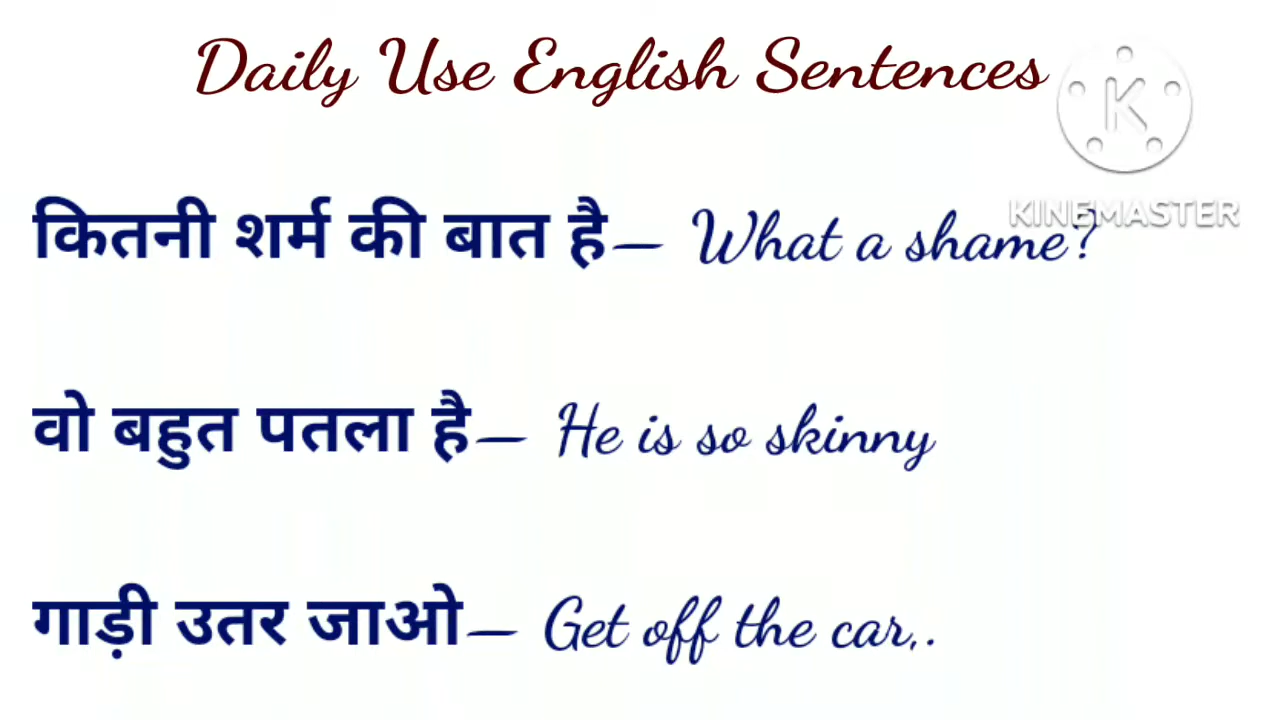 Daily Use English Sentences
K
KINEMASTER
कितनी शर्म की बात है— What a shame?
वो बहुत पतला है— He is so skinny
गाड़ी उतर जाओ— Get off the car,.